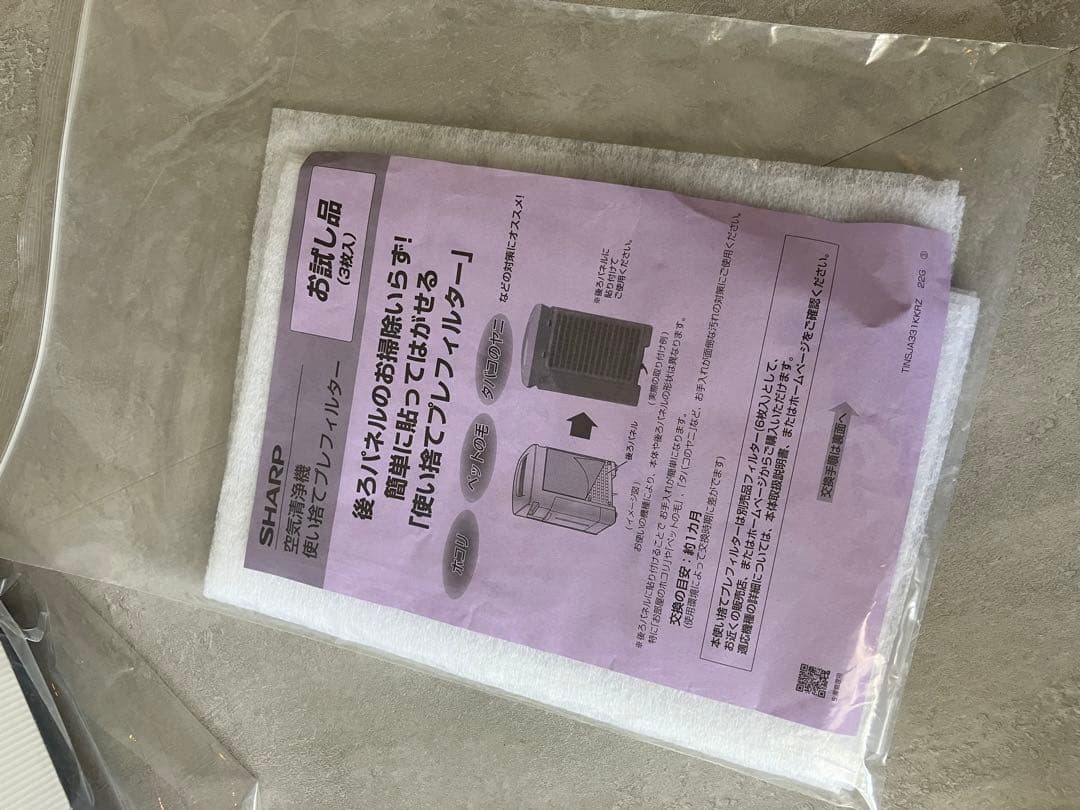 SHARP
空気清浄機
使い捨てプレフィルター
お試し品
(3枚入)
後ろパネルのお掃除いらず!
簡単に貼ってはがせる
「使い捨てプレフィルター」
ホコリ
ペットの毛
タバコのヤニ
などの対策にオススメ!
後ろパネル
(イメージ図)
(実際の取り付け例)
※後ろパネルに
貼り付けて
ご使用ください。
お使いの機種により、本体や後ろパネルの形状は異なります。
※後ろパネルに貼り付けることで お手入れが簡単になります。
特に「お部屋のホコリ」や「ペットの毛」、「タバコのヤニ」など、お手入れが面倒な汚れの対策にご使用ください。
交換の目安:約1カ月
(使用環境によって交換時期に差がでます)
本使い捨てプレフィルターは別売品フィルター(6枚入)として、
お近くの販売店、またはホームページからご購入いただけます。
適応機種の詳細については、本体取扱説明書、またはホームページをご確認ください。
交換手順は裏面へ
生産管理用
TINSJA331KKRZ 22G ③